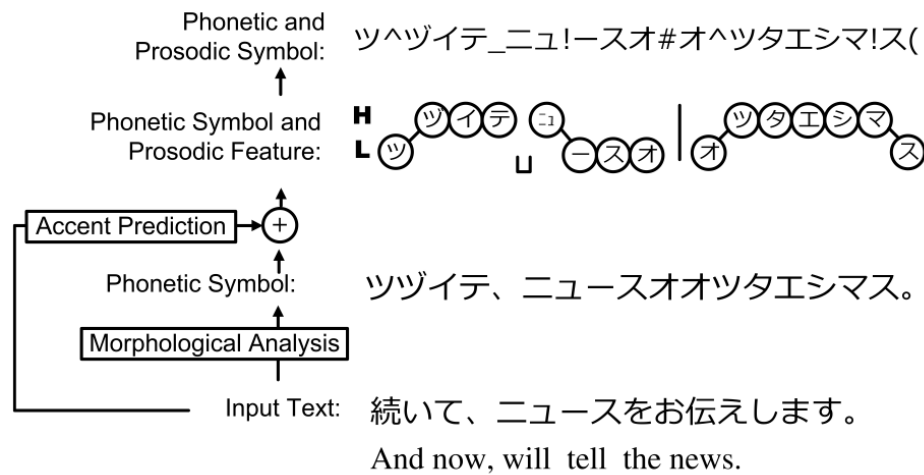 Phonetic and
Prosodic Symbol: ツ^ヅイテ_ニュ!ースオ#オ^ツタエシマ!ス(
Phonetic Symbol and
Prosodic Feature:
H ヅイテ ニュ ツタエシマ
L ツ ースオ オ ス
Accent Prediction +
Phonetic Symbol: ツヅイテ、ニュースオオツタエシマス。
Morphological Analysis
Input Text: 続いて、ニュースをお伝えします。
And now, will tell the news.